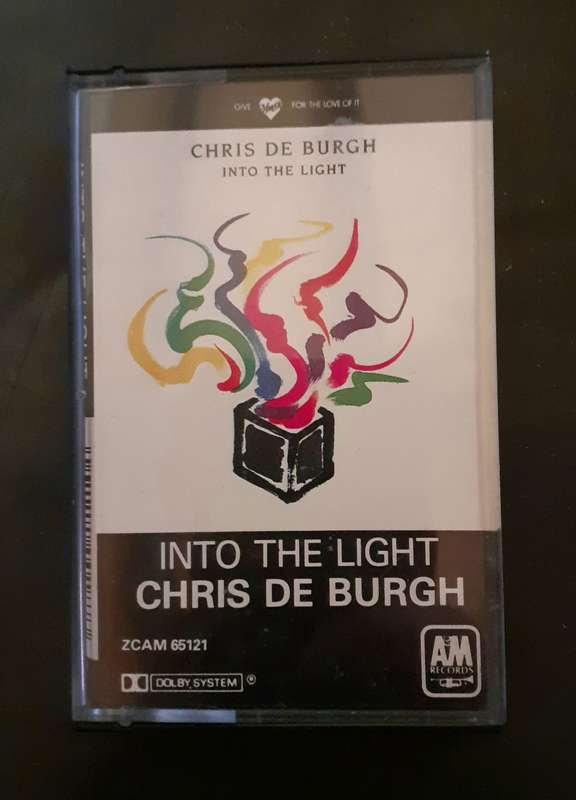 GIVE music FOR THE LOVE OF IT
CHRIS DE BURGH
INTO THE LIGHT
INTO THE LIGHT
CHRIS DE BURGH
ZCAM 65121
DOLBY SYSTEM ®
A&M
RECORDS